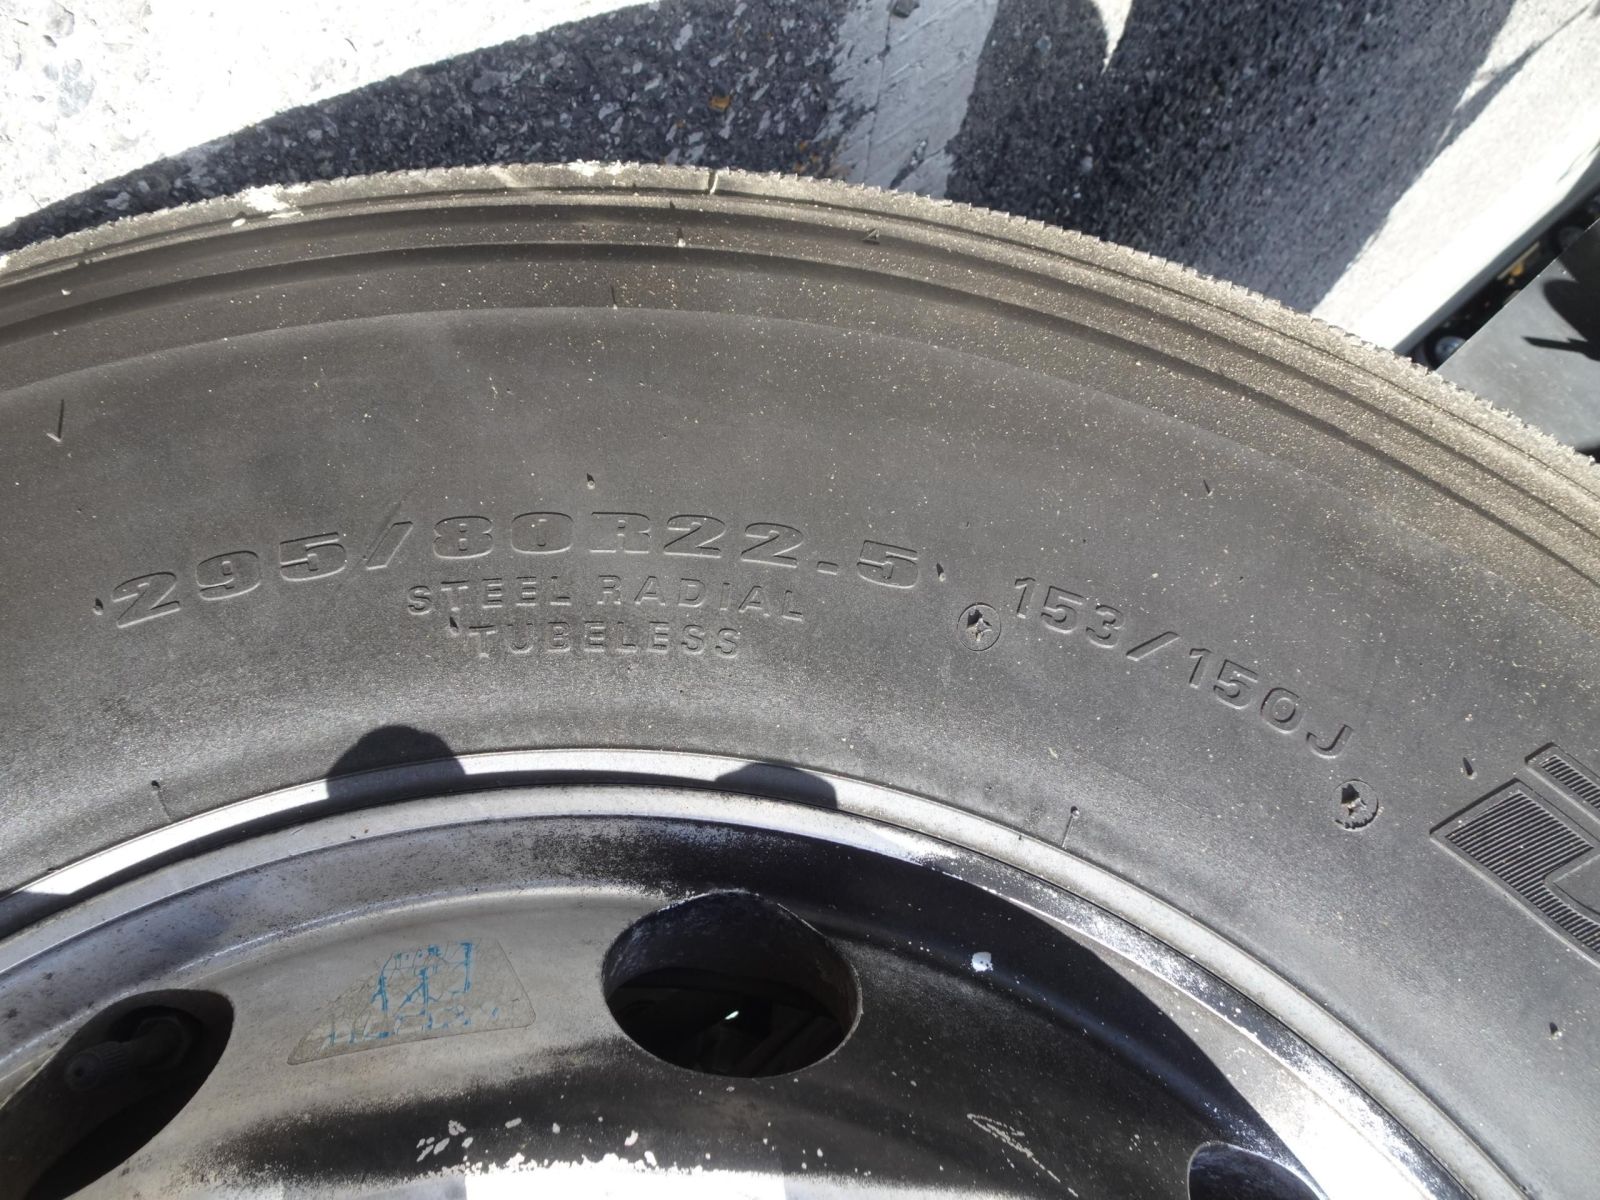 295/80R22.5
STEEL RADIAL
TUBELESS
153/150J